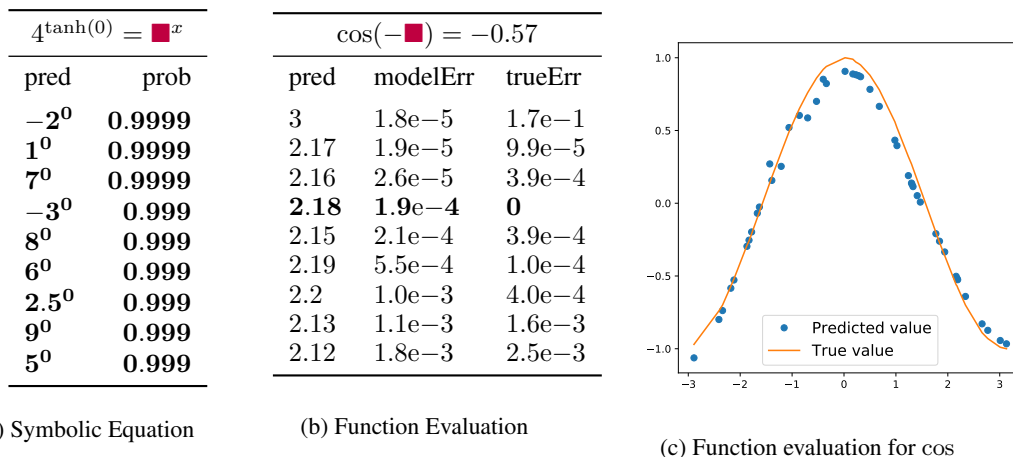 4^tanh(0) = ■^x
pred prob
−2^0 0.9999
1^0 0.9999
7^0 0.9999
−3^0 0.999
8^0 0.999
6^0 0.999
2.5^0 0.999
9^0 0.999
5^0 0.999
) Symbolic Equation
cos(−■) = −0.57
pred modelErr trueErr
3 1.8e−5 1.7e−1
2.17 1.9e−5 9.9e−5
2.16 2.6e−5 3.9e−4
2.18 1.9e−4 0
2.15 2.1e−4 3.9e−4
2.19 5.5e−4 1.0e−4
2.2 1.0e−3 4.0e−4
2.13 1.1e−3 1.6e−3
2.12 1.8e−3 2.5e−3
(b) Function Evaluation
1.0
0.5
0.0
−0.5
−1.0
Predicted value
True value
−3 −2 −1 0 1 2 3
(c) Function evaluation for cos